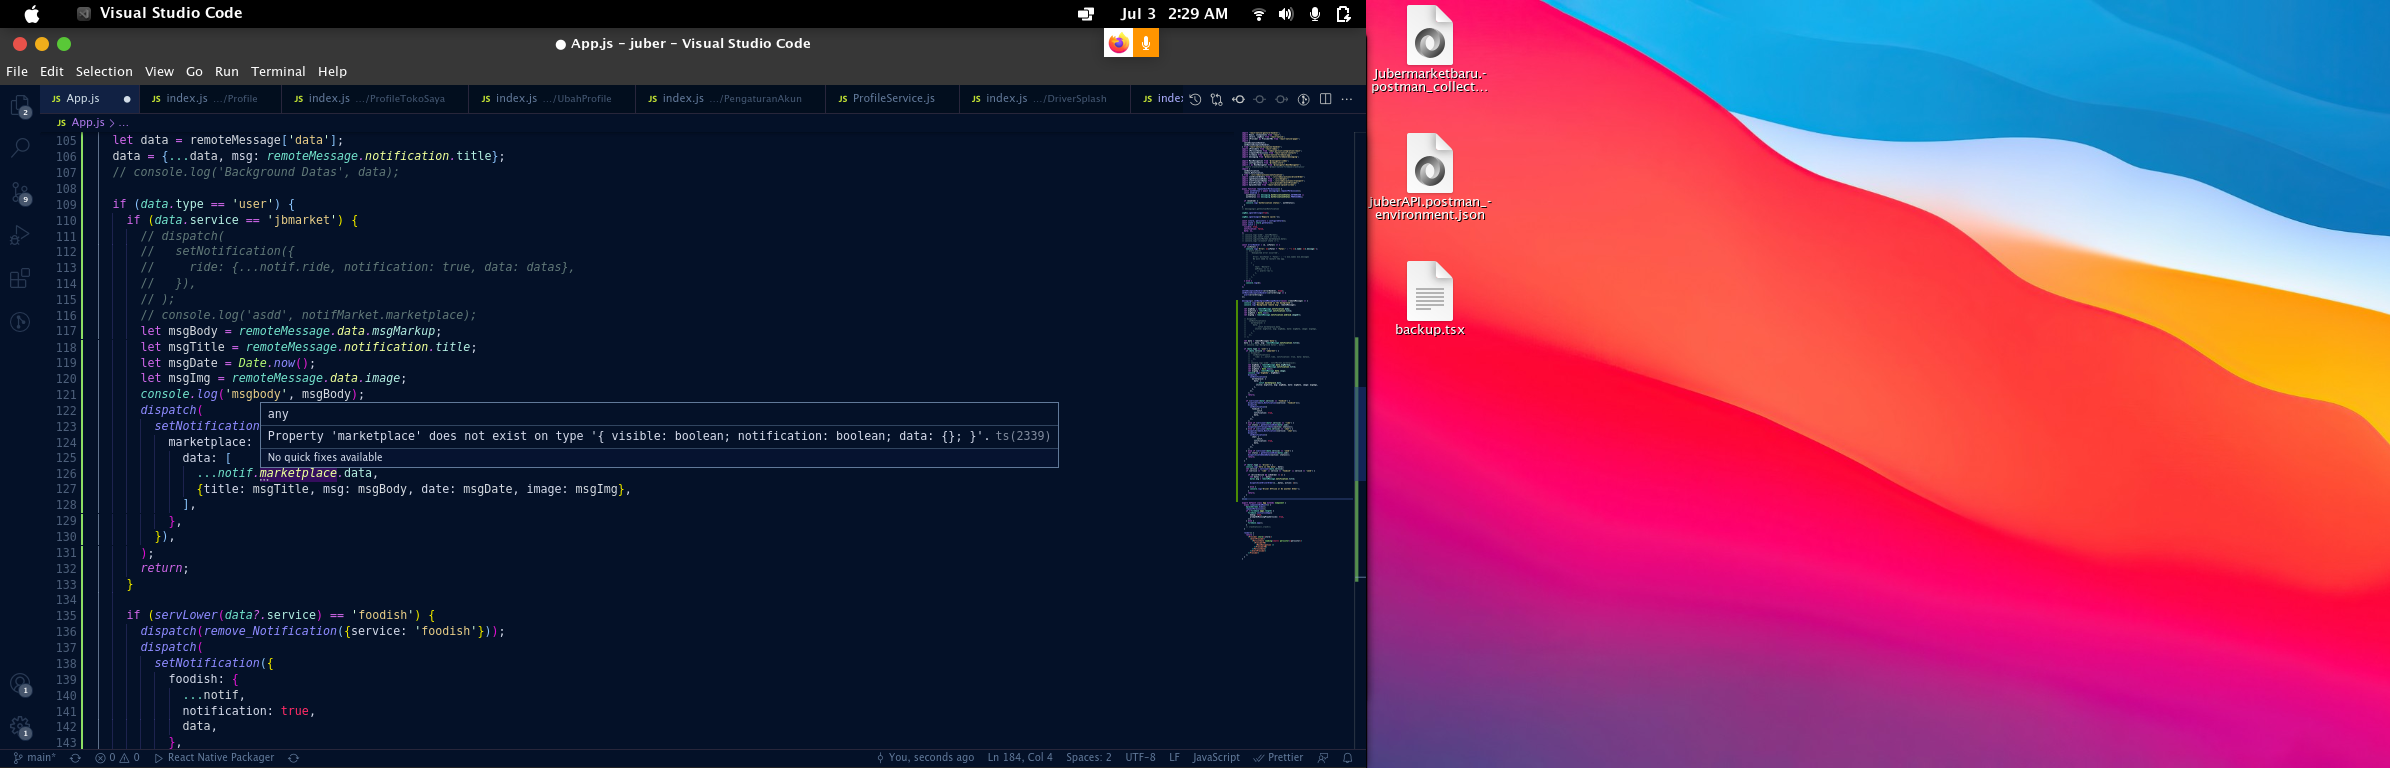 Visual Studio Code
Jul 3 2:29 AM
App.js - juber - Visual Studio Code
File Edit Selection View Go Run Terminal Help
JS App.js
JS index.js .../Profile
JS index.js .../ProfileTokoSaya
JS index.js .../UbahProfile
JS index.js .../PengaturanAkun
JS ProfileService.js
JS index.js .../DriverSplash
JS inde:
JS App.js > ...
105 let data = remoteMessage['data'];
106 data = {...data, msg: remoteMessage.notification.title};
107 // console.log('Background Datas', data);
108
109 if (data.type == 'user') {
110 if (data.service == 'jbmarket') {
111 // dispatch(
112 // setNotification({
113 // ride: {...notif.ride, notification: true, data: datas},
114 // }),
115 // );
116 // console.log('asdd', notifMarket.marketplace);
117 let msgBody = remoteMessage.data.msgMarkup;
118 let msgTitle = remoteMessage.notification.title;
119 let msgDate = Date.now();
120 let msgImg = remoteMessage.data.image;
121 console.log('msgbody', msgBody);
122 dispatch(
any
123 setNotification
Property 'marketplace' does not exist on type '{ visible: boolean; notification: boolean; data: {}; }'. ts(2339)
124 marketplace:
No quick fixes available
125 data: [
126 ...notif.marketplace.data,
127 {title: msgTitle, msg: msgBody, date: msgDate, image: msgImg},
128 ],
129 },
130 }),
131 );
132 return;
133 }
134
135 if (servLower(data?.service) == 'foodish') {
136 dispatch(remove_Notification({service: 'foodish'}));
137 dispatch(
138 setNotification({
139 foodish: {
140 ...notif,
141 notification: true,
142 data,
143 },
2
9
1
1
main* 0 0 React Native Packager
You, seconds ago Ln 184, Col 4 Spaces: 2 UTF-8 LF JavaScript Prettier
Jubermarketbaru.-
postman_collect...
juberAPI.postman_-
environment.json
backup.tsx